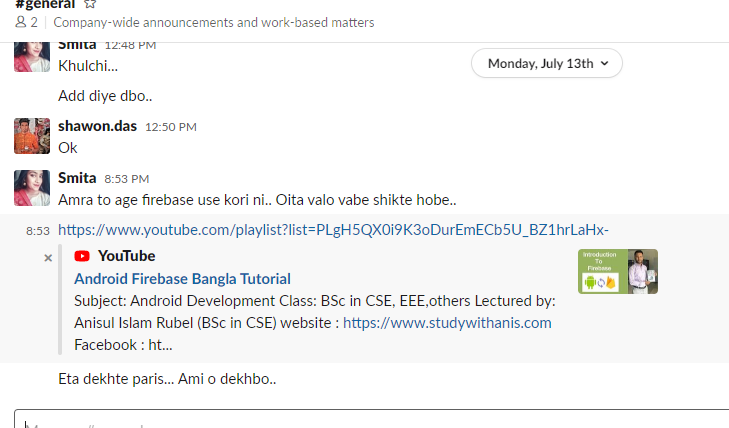 #general
2 Company-wide announcements and work-based matters
Smita 12:48 PM
Monday, July 13th
Khulchi...
Add diye dbo..
shawon.das 12:50 PM
Ok
Smita 8:53 PM
Amra to age firebase use kori ni.. Oita valo vabe shikte hobe..
8:53 https://www.youtube.com/playlist?list=PLgH5QX0i9K3oDurEmECb5U_BZ1hrLaHx-
YouTube
Android Firebase Bangla Tutorial
Introduction
To
Firebase
Subject: Android Development Class: BSc in CSE, EEE,others Lectured by:
Anisul Islam Rubel (BSc in CSE) website : https://www.studywithanis.com
Facebook : ht...
Eta dekhte paris... Ami o dekhbo..